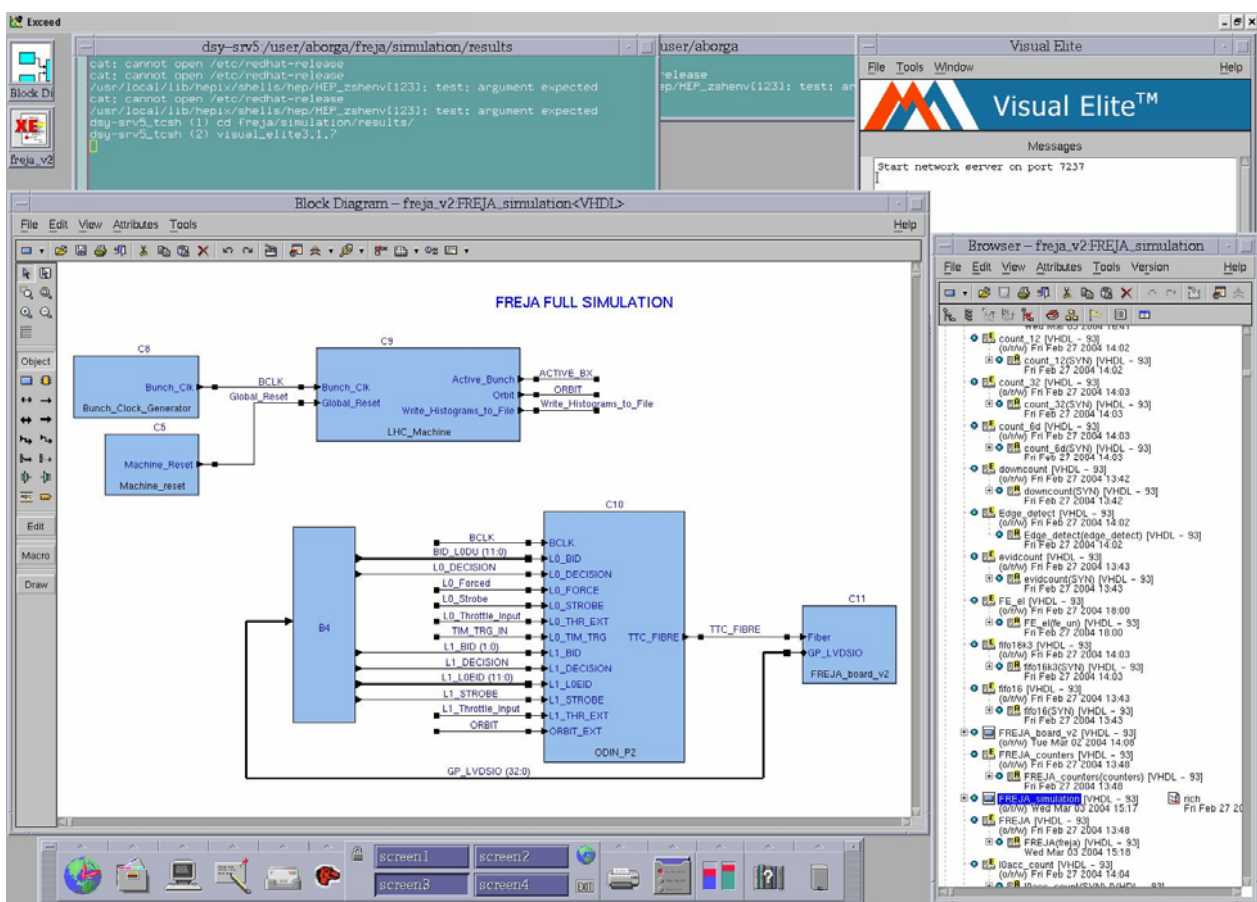 Exceed
Block Di
freja_v2
dsy-srv5:/user/aborga/freja/simulation/results
cat: cannot open /etc/redhat-release
cat: cannot open /etc/redhat-release
/usr/local/lib/hepix/shells/hep/HEP_zshenv[123]: test: argument expected
cat: cannot open /etc/redhat-release
/usr/local/lib/hepix/shells/hep/HEP_zshenv[123]: test: argument expected
dsy-srv5_tcsh (1) cd freja/simulation/results/
dsy-srv5_tcsh (2) visual_elite3.1.7
user/aborga
elease
ep/HEP_zshenv[123]: test: ar
Visual Elite
File Tools Window Help
Visual Elite™
Messages
Start network server on port 7237
Block Diagram – freja_v2:FREJA_simulation<VHDL>
File Edit View Attributes Tools Help
Object
Edit
Macro
Draw
FREJA FULL SIMULATION
C8
Bunch_Clk
Bunch_Clock_Generator
BCLK
Global_Reset
C5
Machine_Reset
Machine_reset
C9
Bunch_Clk
Global_Reset
Active_Bunch
Orbit
Write_Histograms_to_File
LHC_Machine
ACTIVE_BX
ORBIT
Write_Histograms_to_File
B4
BCLK
BID_L0DU (11:0)
L0_DECISION
L0_Forced
L0_Strobe
L0_Throttle_Input
TIM_TRG_IN
L1_BID (1:0)
L1_DECISION
L1_L0EID (11:0)
L1_STROBE
L1_Throttle_Input
ORBIT
GP_LVDSIO (32:0)
C10
BCLK
L0_BID
L0_DECISION
L0_FORCE
L0_STROBE
L0_THR_EXT
L0_TIM_TRG
L1_BID
L1_DECISION
L1_L0EID
L1_STROBE
L1_THR_EXT
ORBIT_EXT
TTC_FIBRE
ODIN_P2
TTC_FIBRE
C11
Fiber
GP_LVDSIO
FREJA_board_v2
Browser – freja_v2:FREJA_simulation
File Edit View Attributes Tools Version Help
Wed Mar 03 2004 16:41
count_12 [VHDL - 93]
(o/r/w) Fri Feb 27 2004 14:02
count_12(SYN) [VHDL - 93]
Fri Feb 27 2004 14:02
count_32 [VHDL - 93]
(o/r/w) Fri Feb 27 2004 14:03
count_32(SYN) [VHDL - 93]
Fri Feb 27 2004 14:03
count_6d [VHDL - 93]
(o/r/w) Fri Feb 27 2004 14:03
count_6d(SYN) [VHDL - 93]
Fri Feb 27 2004 14:03
downcount [VHDL - 93]
(o/r/w) Fri Feb 27 2004 13:42
downcount(SYN) [VHDL - 93]
Fri Feb 27 2004 13:42
Edge_detect [VHDL - 93]
(o/r/w) Fri Feb 27 2004 14:02
Edge_detect(edge_detect) [VHDL - 93]
Fri Feb 27 2004 14:02
evidcount [VHDL - 93]
(o/r/w) Fri Feb 27 2004 13:43
evidcount(SYN) [VHDL - 93]
Fri Feb 27 2004 13:43
FE_el [VHDL - 93]
(o/r/w) Fri Feb 27 2004 18:00
FE_el(fe_un) [VHDL - 93]
Fri Feb 27 2004 18:00
fifo16k3 [VHDL - 93]
(o/r/w) Fri Feb 27 2004 14:03
fifo16k3(SYN) [VHDL - 93]
Fri Feb 27 2004 14:03
fifo16 [VHDL - 93]
(o/r/w) Fri Feb 27 2004 13:43
fifo16(SYN) [VHDL - 93]
Fri Feb 27 2004 13:43
FREJA_board_v2 [VHDL - 93]
(o/r/w) Tue Mar 02 2004 14:08
FREJA_counters [VHDL - 93]
(o/r/w) Fri Feb 27 2004 13:48
FREJA_counters(counters) [VHDL - 93]
Fri Feb 27 2004 13:48
FREJA_simulation [VHDL - 93] rich
(o/r/w) Wed Mar 03 2004 15:17 Fri Feb 27 20
FREJA [VHDL - 93]
(o/r/w) Fri Feb 27 2004 13:48
FREJA(freja) [VHDL - 93]
Wed Mar 03 2004 15:18
l0acc_count [VHDL - 93]
(o/r/w) Fri Feb 27 2004 14:04
l0acc_count(SYN) [VHDL - 93]
screen1
screen2
screen3
screen4
EXIT